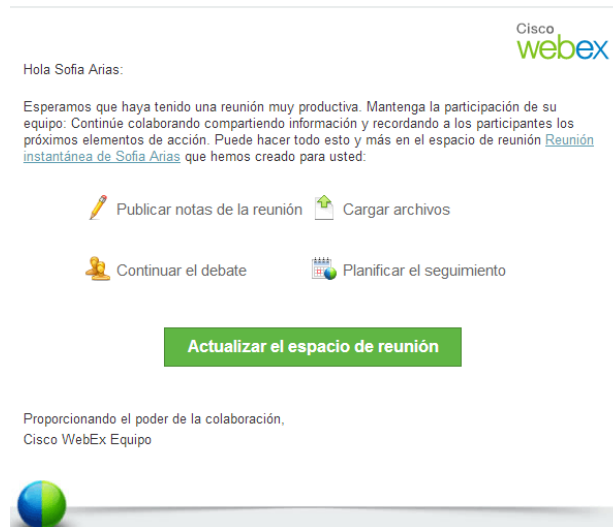 Cisco
webex
Hola Sofia Arias:
Esperamos que haya tenido una reunión muy productiva. Mantenga la participación de su
equipo: Continúe colaborando compartiendo información y recordando a los participantes los
próximos elementos de acción. Puede hacer todo esto y más en el espacio de reunión Reunión
instantánea de Sofia Arias que hemos creado para usted:
Publicar notas de la reunión Cargar archivos
Continuar el debate Planificar el seguimiento
Actualizar el espacio de reunión
Proporcionando el poder de la colaboración,
Cisco WebEx Equipo